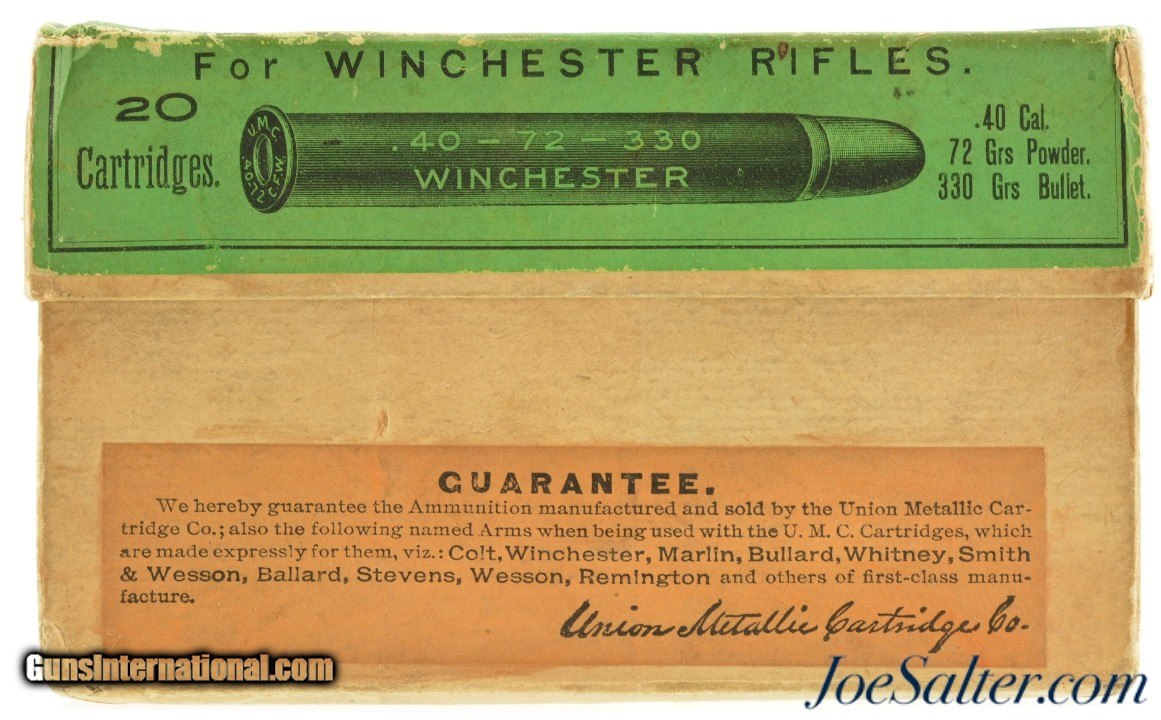 For WINCHESTER RIFLES.
20
Cartridges.
U.M.C.
40-72 C.F.W.
.40-72-330
WINCHESTER
.40 Cal.
72 Grs Powder.
330 Grs Bullet.
GUARANTEE.
We hereby guarantee the Ammunition manufactured and sold by the Union Metallic Car-
tridge Co.; also the following named Arms when being used with the U. M. C. Cartridges, which
are made expressly for them, viz.: Colt, Winchester, Marlin, Bullard, Whitney, Smith
& Wesson, Ballard, Stevens, Wesson, Remington and others of first-class manu-
facture.
Union Metallic Cartridge Co.
GunsInternational.com
JoeSalter.com